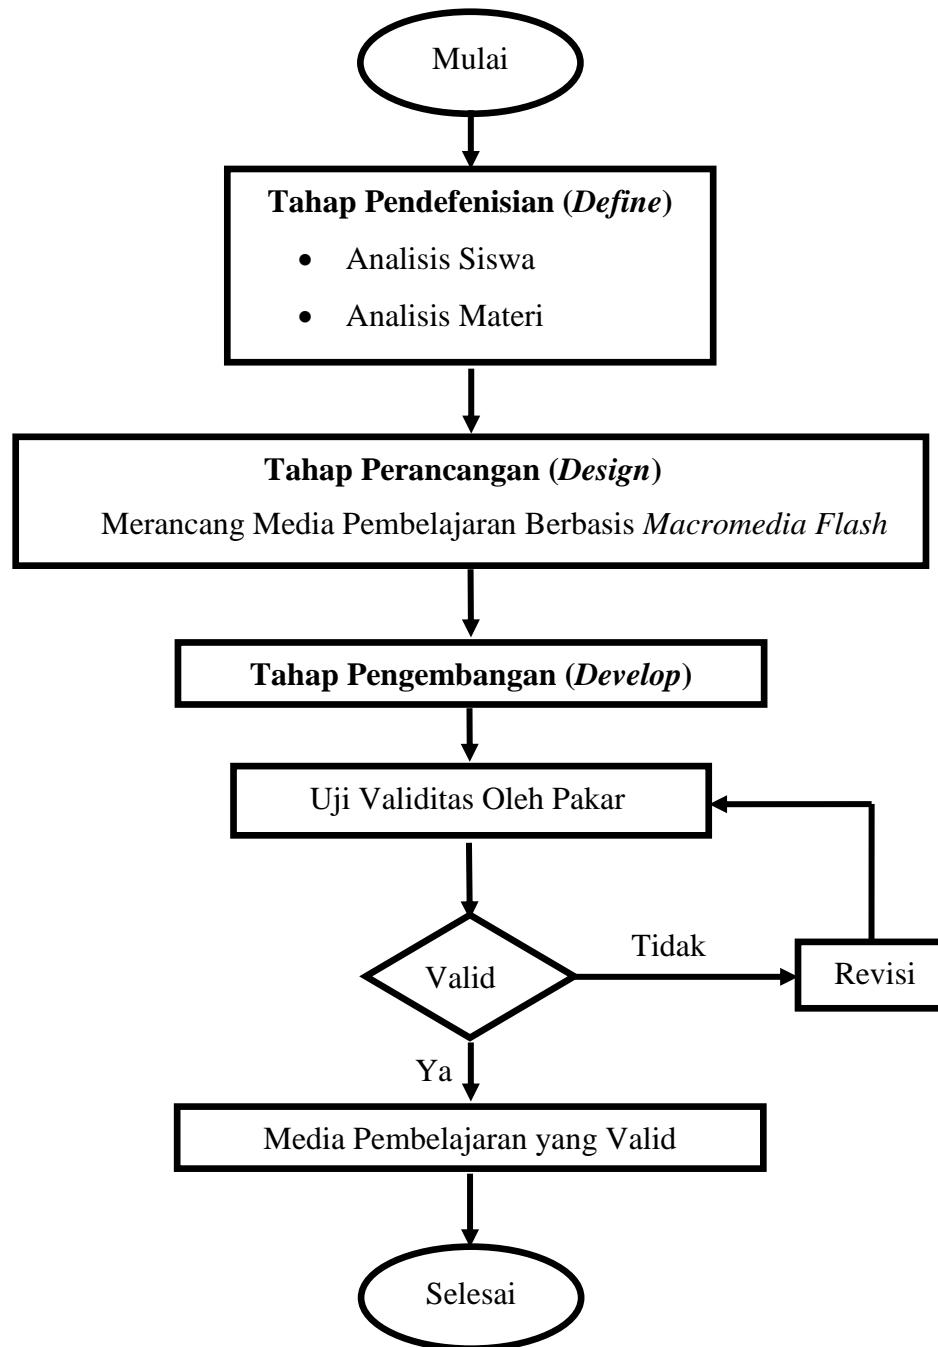 Mulai
Tahap Pendefenisian (Define)
• Analisis Siswa
• Analisis Materi
Tahap Perancangan (Design)
Merancang Media Pembelajaran Berbasis Macromedia Flash
Tahap Pengembangan (Develop)
Uji Validitas Oleh Pakar
Tidak
Valid
Revisi
Ya
Media Pembelajaran yang Valid
Selesai